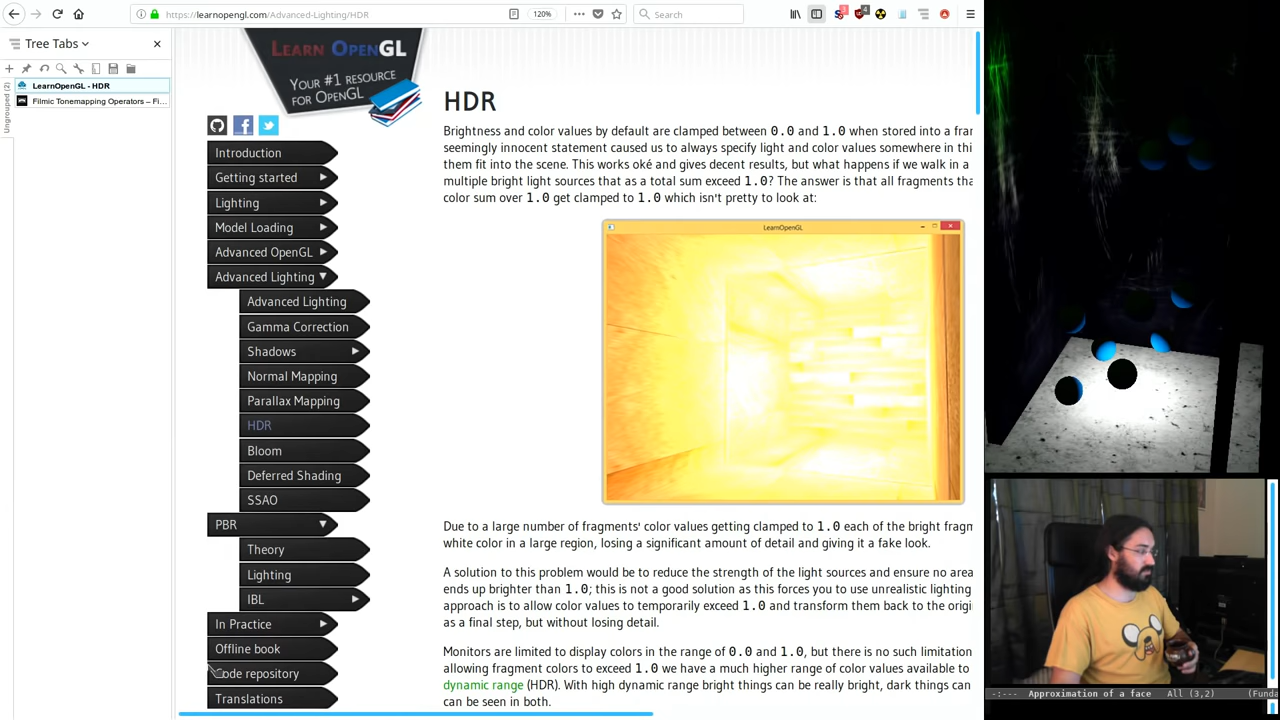 https://learnopengl.com/Advanced-Lighting/HDR
120%
Search
3
4
Tree Tabs
Ungrouped (2)
LearnOpenGL - HDR
Filmic Tonemapping Operators – Fi…
LEARN OPENGL
YOUR #1 RESOURCE
FOR OPENGL
Introduction
Getting started
Lighting
Model Loading
Advanced OpenGL
Advanced Lighting
Advanced Lighting
Gamma Correction
Shadows
Normal Mapping
Parallax Mapping
HDR
Bloom
Deferred Shading
SSAO
PBR
Theory
Lighting
IBL
In Practice
Offline book
Code repository
Translations
HDR
Brightness and color values by default are clamped between 0.0 and 1.0 when stored into a fra
seemingly innocent statement caused us to always specify light and color values somewhere in thi
them fit into the scene. This works oké and gives decent results, but what happens if we walk in a
multiple bright light sources that as a total sum exceed 1.0? The answer is that all fragments tha
color sum over 1.0 get clamped to 1.0 which isn't pretty to look at:
LearnOpenGL
Due to a large number of fragments' color values getting clamped to 1.0 each of the bright fragm
white color in a large region, losing a significant amount of detail and giving it a fake look.
A solution to this problem would be to reduce the strength of the light sources and ensure no area
ends up brighter than 1.0; this is not a good solution as this forces you to use unrealistic lighting
approach is to allow color values to temporarily exceed 1.0 and transform them back to the origi
as a final step, but without losing detail.
Monitors are limited to display colors in the range of 0.0 and 1.0, but there is no such limitation
allowing fragment colors to exceed 1.0 we have a much higher range of color values available to
dynamic range (HDR). With high dynamic range bright things can be really bright, dark things can
can be seen in both.
-:--- Approximation of a face All (3,2) (Funda